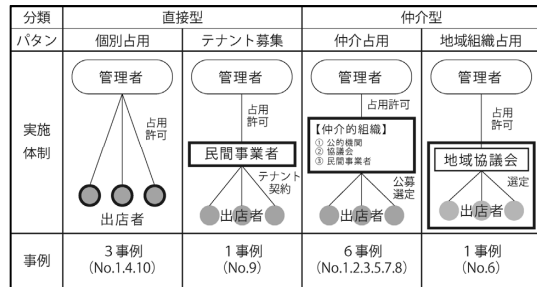 分類 直接型 仲介型
パタン 個別占用 テナント募集 仲介占用 地域組織占用
実施体制
管理者
占用許可
出店者
管理者
占用許可
民間事業者
テナント契約
出店者
管理者
占用許可
【仲介的組織】
① 公的機関
② 協議会
③ 民間事業者
公募選定
出店者
管理者
占用許可
地域協議会
選定
出店者
事例
3事例
(No.1.4.10)
1事例
(No.9)
6事例
(No.1.2.3.5.7.8)
1事例
(No.6)